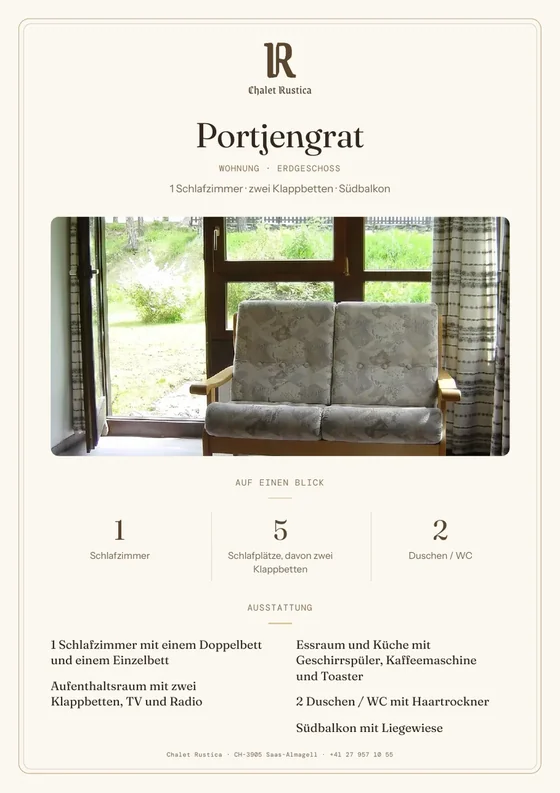 R
Chalet Rustica
Portjengrat
WOHNUNG · ERDGESCHOSS
1 Schlafzimmer · zwei Klappbetten · Südbalkon
AUF EINEN BLICK
1
Schlafzimmer
5
Schlafplätze, davon zwei
Klappbetten
2
Duschen / WC
AUSSTATTUNG
1 Schlafzimmer mit einem Doppelbett
und einem Einzelbett
Aufenthaltsraum mit zwei
Klappbetten, TV und Radio
Essraum und Küche mit
Geschirrspüler, Kaffeemaschine
und Toaster
2 Duschen / WC mit Haartrockner
Südbalkon mit Liegewiese
Chalet Rustica · CH-3905 Saas-Almagell · +41 27 957 10 55